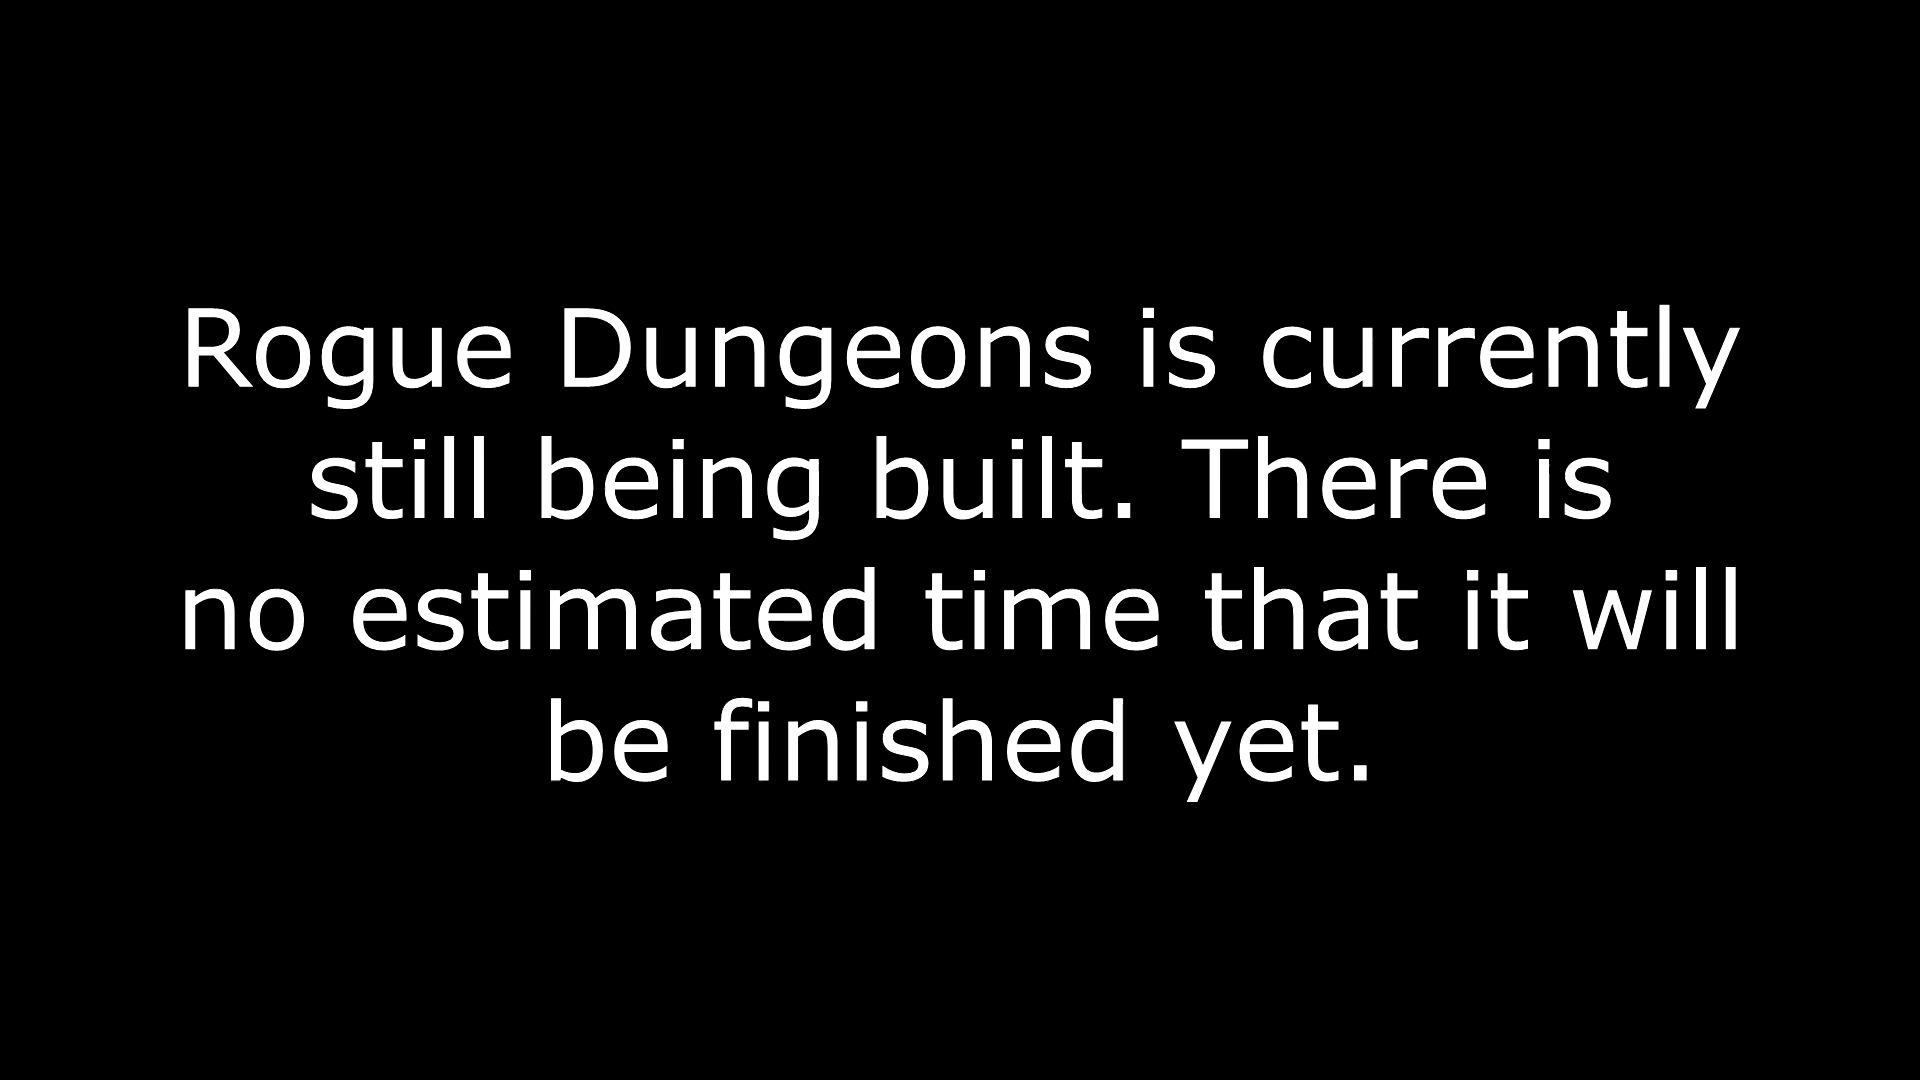 Rogue Dungeons is currently
still being built. There is
no estimated time that it will
be finished yet.